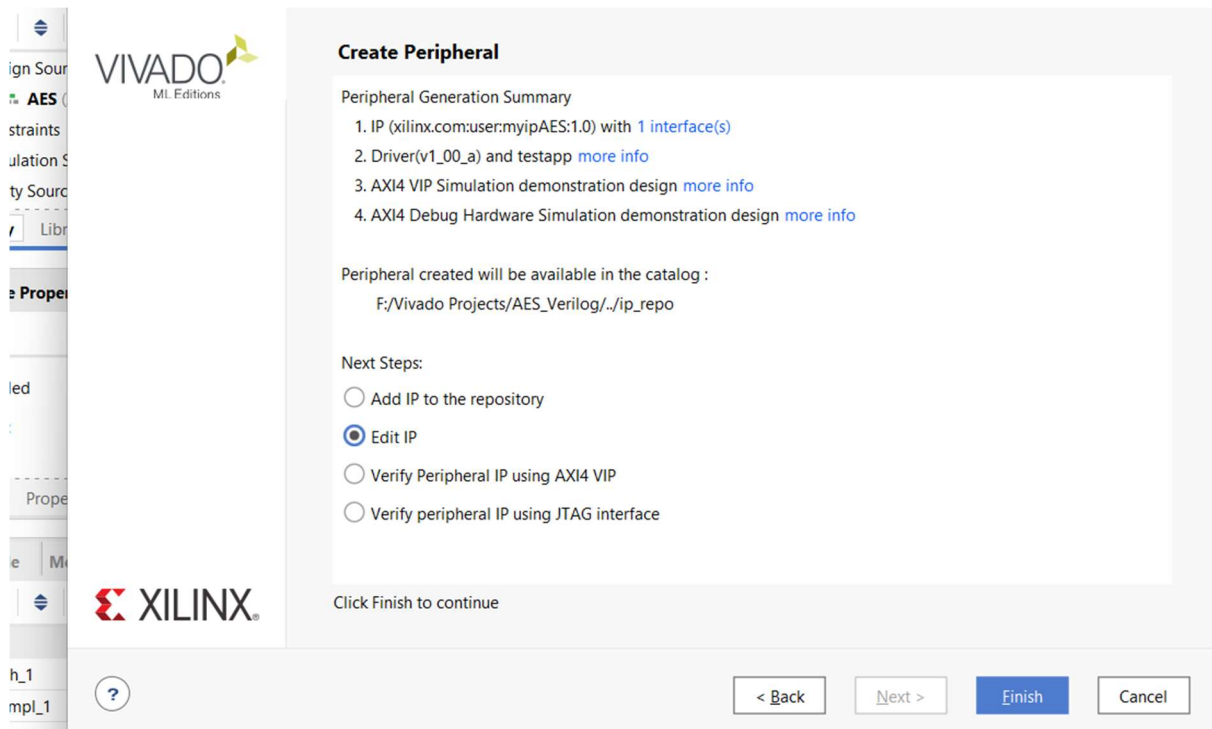 ign Sour
AES (
straints
ulation S
ty Sourc
Libr
e Proper
led
Prope
e
h_1
mpl_1
VIVADO.
ML Editions
XILINX®
?
Create Peripheral
Peripheral Generation Summary
1. IP (xilinx.com:user:myipAES:1.0) with 1 interface(s)
2. Driver(v1_00_a) and testapp more info
3. AXI4 VIP Simulation demonstration design more info
4. AXI4 Debug Hardware Simulation demonstration design more info
Peripheral created will be available in the catalog :
F:/Vivado Projects/AES_Verilog/../ip_repo
Next Steps:
Add IP to the repository
Edit IP
Verify Peripheral IP using AXI4 VIP
Verify peripheral IP using JTAG interface
Click Finish to continue
< Back Next > Finish Cancel